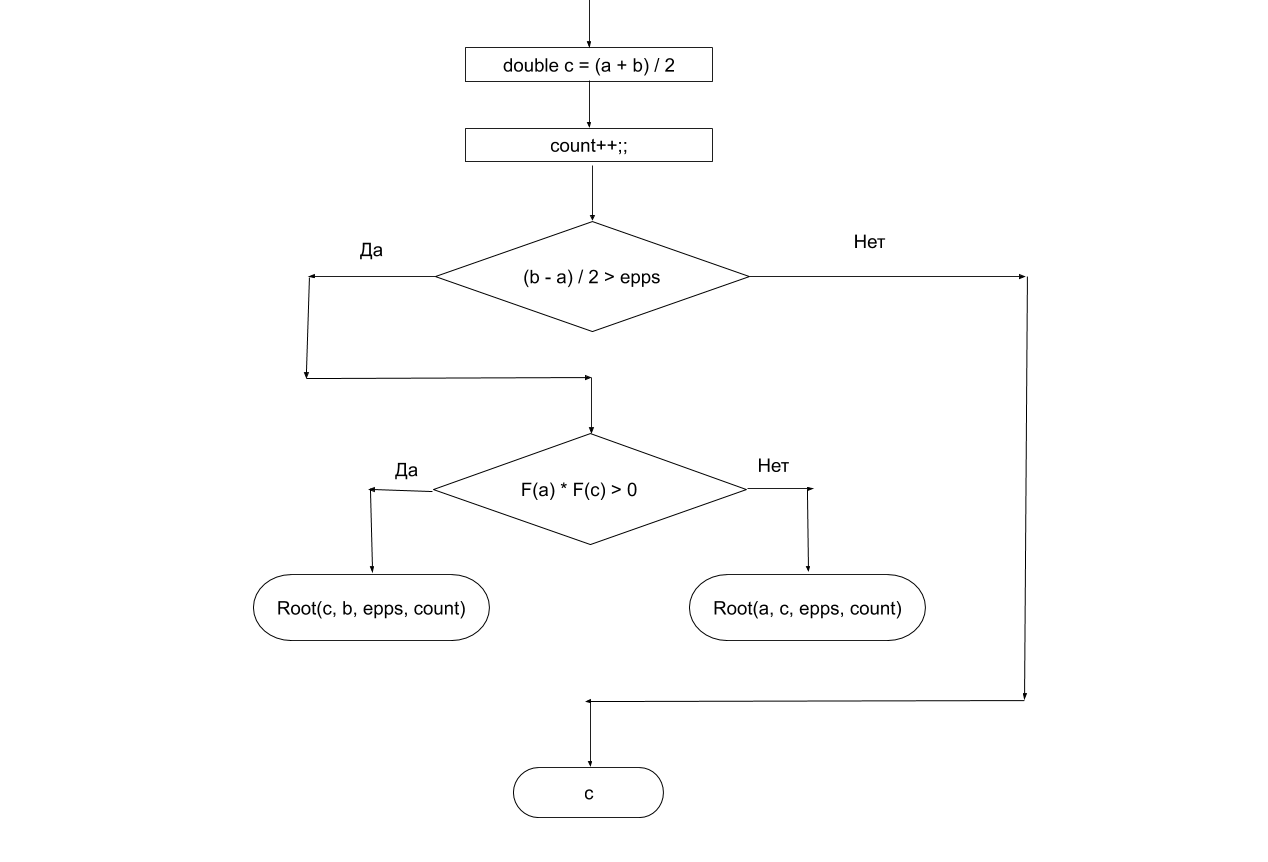 double c = (a + b) / 2
count++;;
Да
Нет
(b - a) / 2 > epps
Да
Нет
F(a) * F(c) > 0
Root(c, b, epps, count)
Root(a, c, epps, count)
c